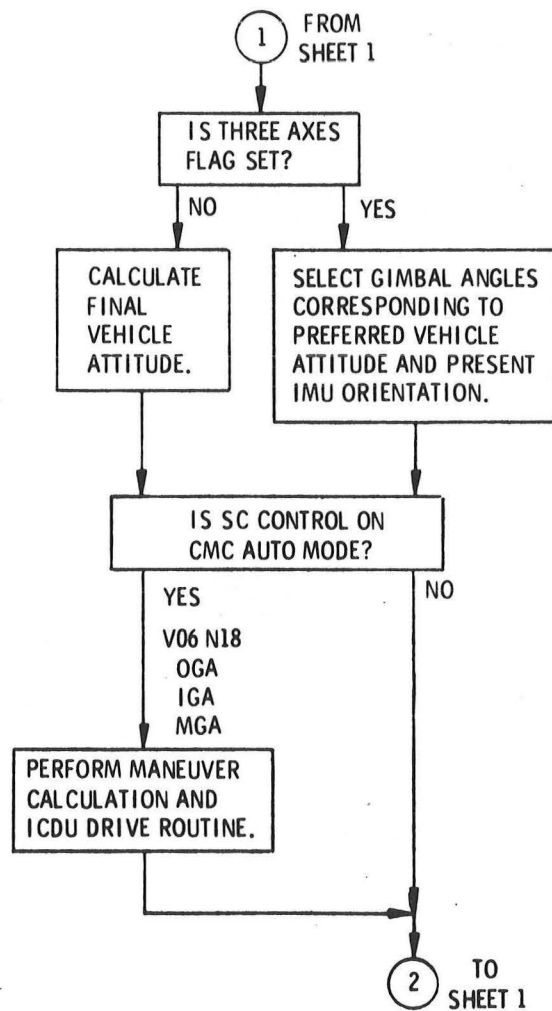 1
FROM
SHEET 1
IS THREE AXES
FLAG SET?
NO
YES
CALCULATE
FINAL
VEHICLE
ATTITUDE.
SELECT GIMBAL ANGLES
CORRESPONDING TO
PREFERRED VEHICLE
ATTITUDE AND PRESENT
IMU ORIENTATION.
IS SC CONTROL ON
CMC AUTO MODE?
YES
NO
V06 N18
OGA
IGA
MGA
PERFORM MANEUVER
CALCULATION AND
ICDU DRIVE ROUTINE.
2
TO
SHEET 1